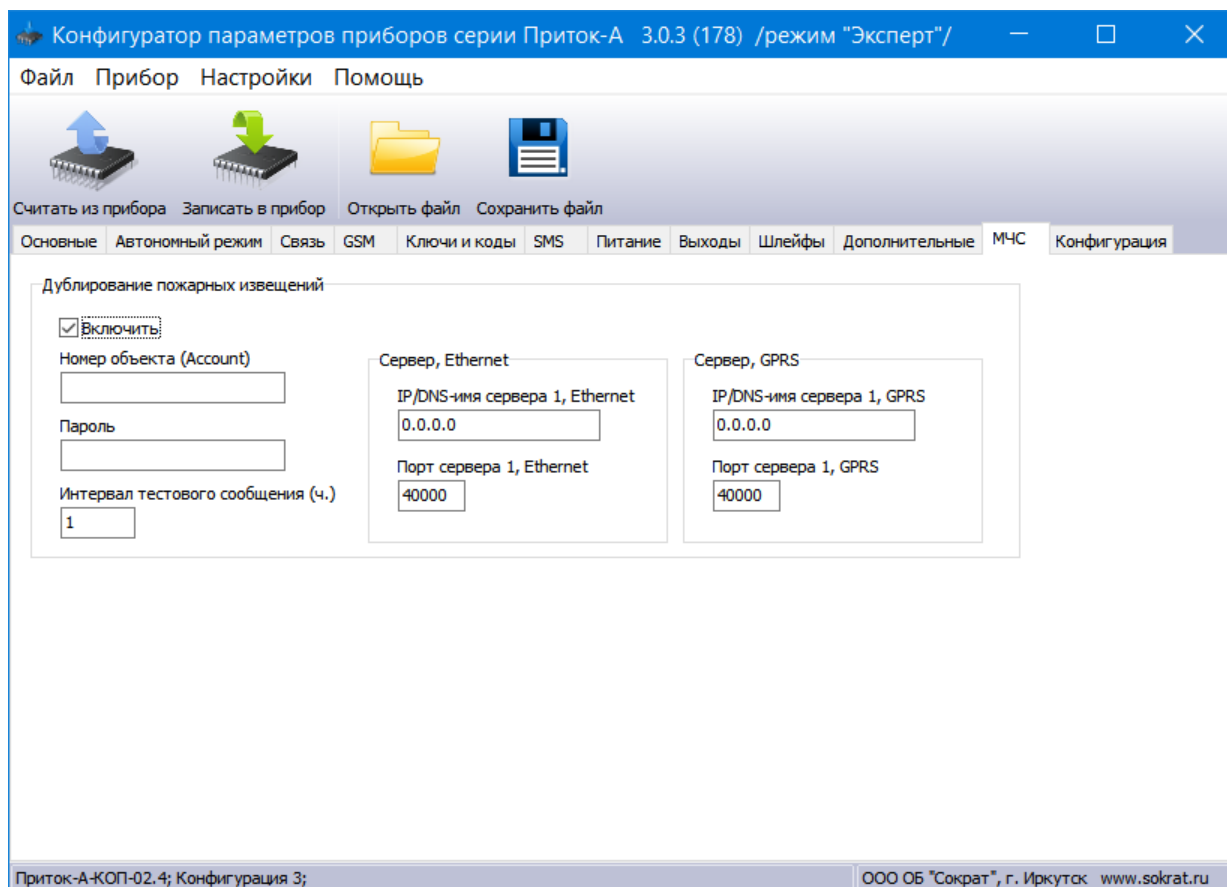 Конфигуратор параметров приборов серии Приток-А 3.0.3 (178) /режим "Эксперт"/
Файл Прибор Настройки Помощь
Считать из прибора Записать в прибор Открыть файл Сохранить файл
Основные Автономный режим Связь GSM Ключи и коды SMS Питание Выходы Шлейфы Дополнительные МЧС Конфигурация
Дублирование пожарных извещений
Включить
Номер объекта (Account)
Пароль
Интервал тестового сообщения (ч.)
1
Сервер, Ethernet
IP/DNS-имя сервера 1, Ethernet
0.0.0.0
Порт сервера 1, Ethernet
40000
Сервер, GPRS
IP/DNS-имя сервера 1, GPRS
0.0.0.0
Порт сервера 1, GPRS
40000
Приток-А-КОП-02.4; Конфигурация 3; ООО ОБ "Сократ", г. Иркутск www.sokrat.ru